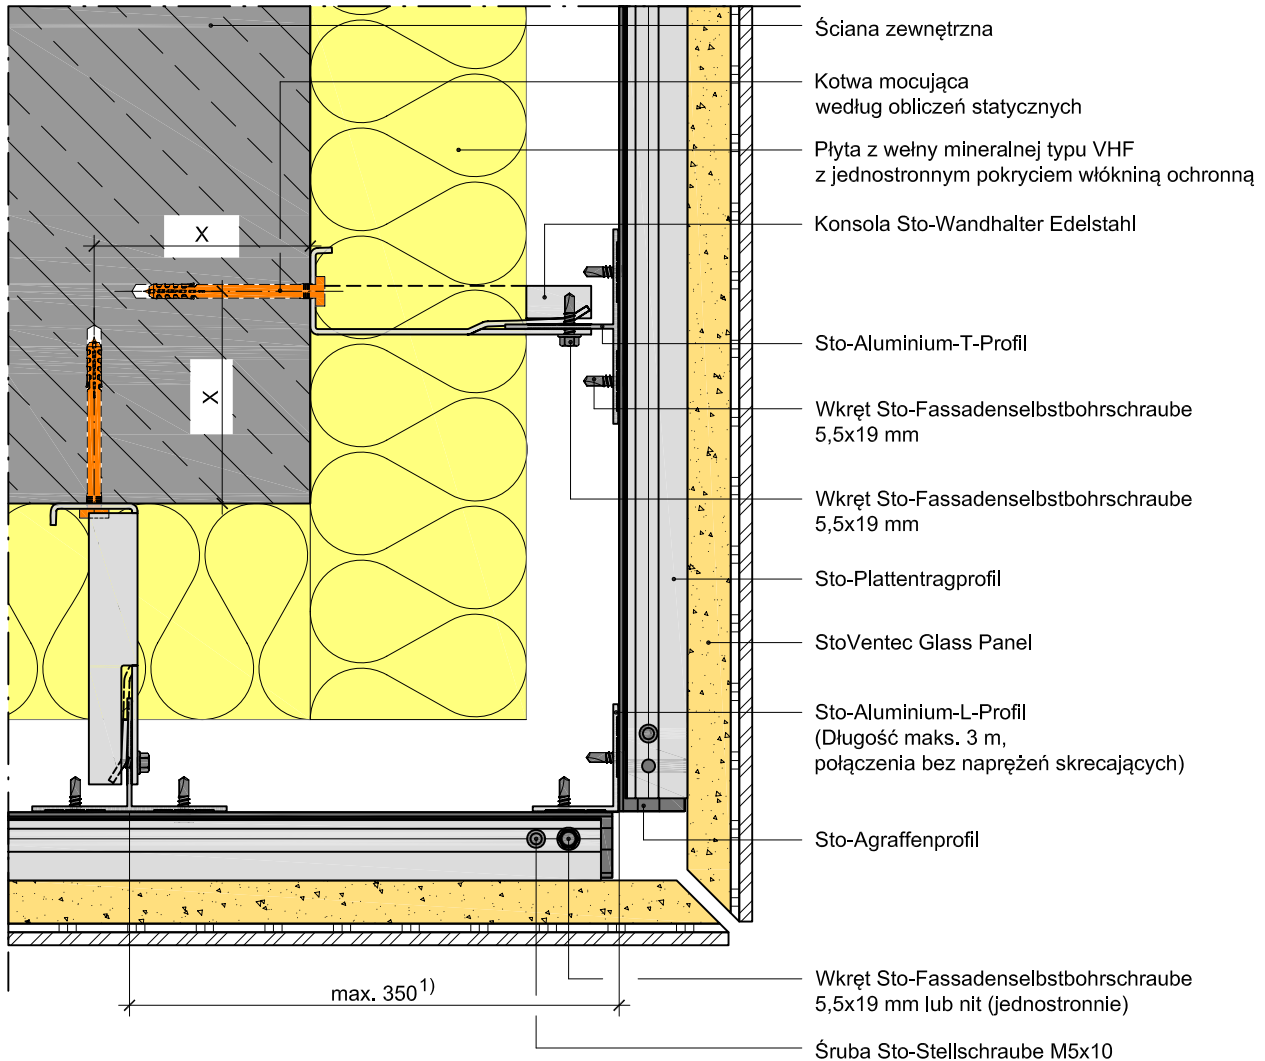 Ściana zewnętrzna
Kotwa mocująca
według obliczeń statycznych
Płyta z wełny mineralnej typu VHF
z jednostronnym pokryciem włókniną ochronną
Konsola Sto-Wandhalter Edelstahl
X
X
Sto-Aluminium-T-Profil
Wkręt Sto-Fassadenselbstbohrschraube
5,5x19 mm
Wkręt Sto-Fassadenselbstbohrschraube
5,5x19 mm
Sto-Plattentragprofil
StoVentec Glass Panel
Sto-Aluminium-L-Profil
(Długość maks. 3 m,
połączenia bez naprężeń skrecających)
Sto-Agraffenprofil
max. 350 1)
Wkręt Sto-Fassadenselbstbohrschraube
5,5x19 mm lub nit (jednostronnie)
Śruba Sto-Stellschraube M5x10